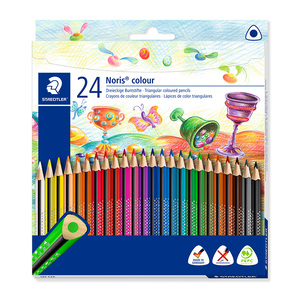 STAEDTLER
24 Noris® colour
Dreieckige Buntstifte · Triangular coloured pencils
Crayons de couleur triangulaires · Lápices de color triangulares